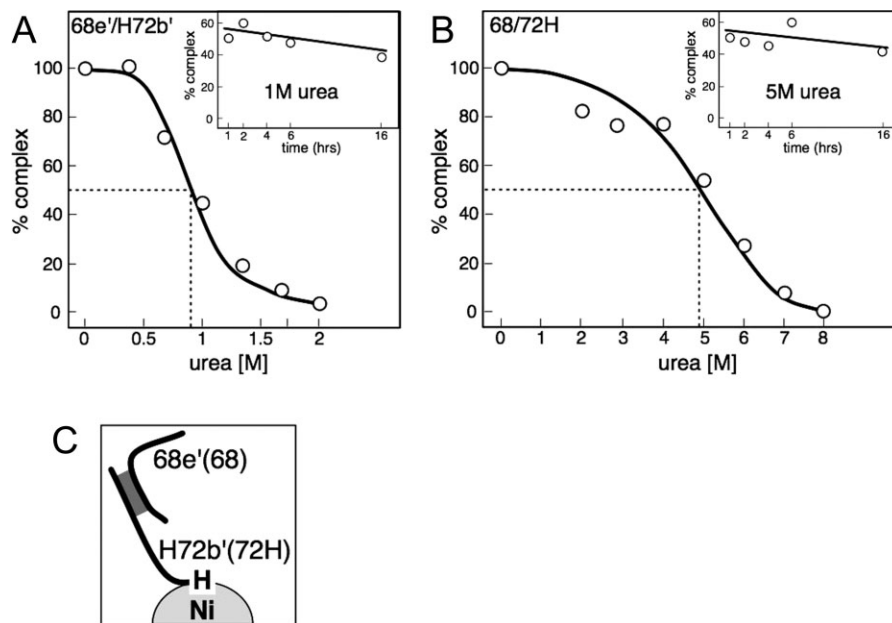 A
68e'/H72b'
% complex
100
80
60
40
20
0
0 0.5 1 1.5 2
urea [M]
% complex
60
40
20
0
1M urea
1 2 4 6 16
time (hrs)
B
68/72H
% complex
100
80
60
40
20
0
0 1 2 3 4 5 6 7 8
urea [M]
% complex
60
40
20
0
5M urea
1 2 4 6 16
time (hrs)
C
68e'(68)
H72b'(72H)
H
Ni